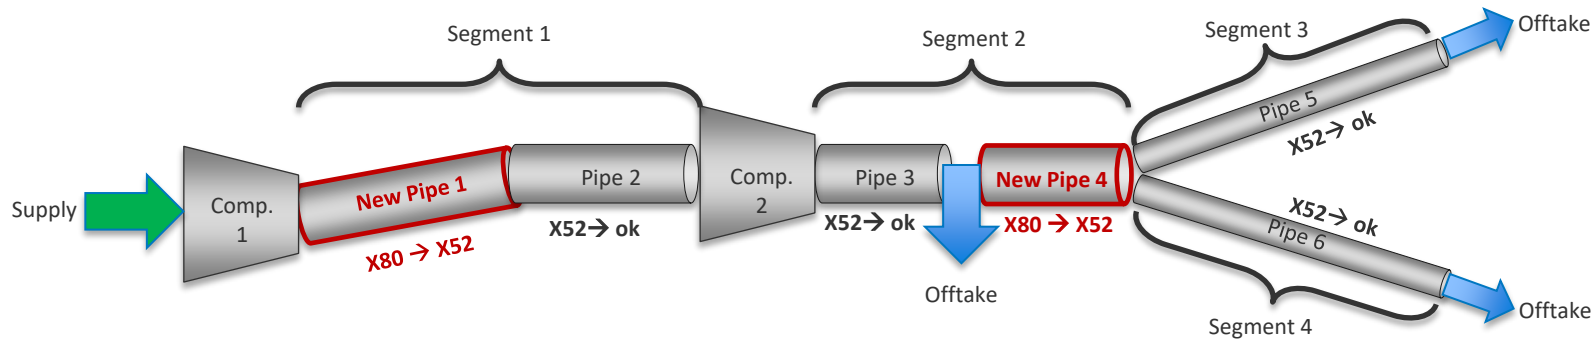 Segment 1
Segment 2
Segment 3
Offtake
Supply
Comp.
1
New Pipe 1
X80 → X52
Pipe 2
X52→ ok
Comp.
2
Pipe 3
X52→ ok
Offtake
New Pipe 4
X80 → X52
Pipe 5
X52→ ok
X52→ ok
Pipe 6
Segment 4
Offtake